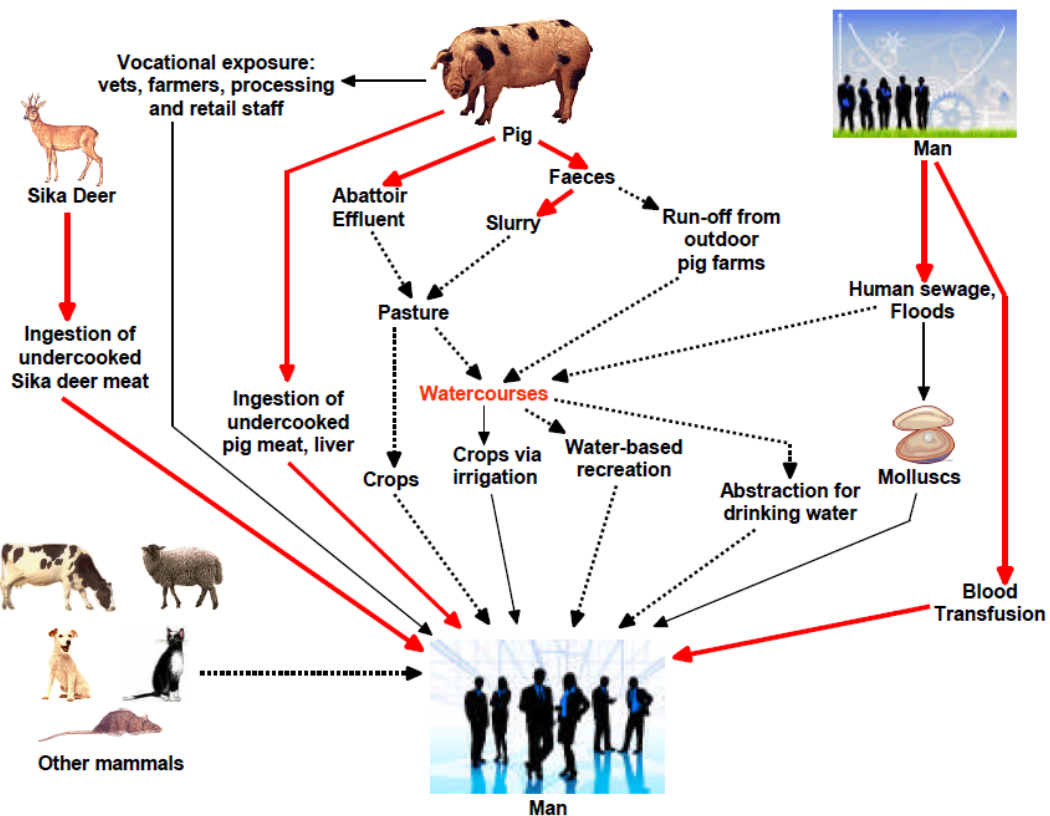 Vocational exposure:
vets, farmers, processing
and retail staff
Pig
Man
Sika Deer
Abattoir
Effluent
Faeces
Slurry
Run-off from
outdoor
pig farms
Pasture
Human sewage,
Floods
Ingestion of
undercooked
Sika deer meat
Ingestion of
undercooked
pig meat, liver
Watercourses
Crops
Crops via
irrigation
Water-based
recreation
Abstraction for
drinking water
Molluscs
Blood
Transfusion
Other mammals
Man